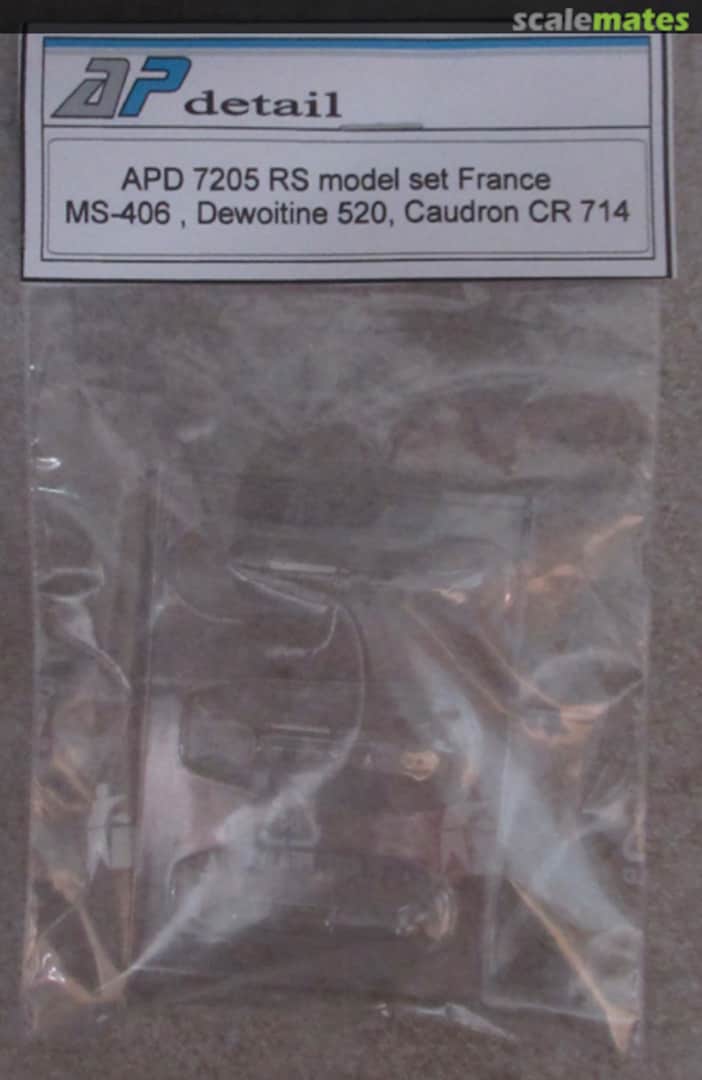 scalemates
AP detail
APD 7205 RS model set France
MS-406 , Dewoitine 520, Caudron CR 714